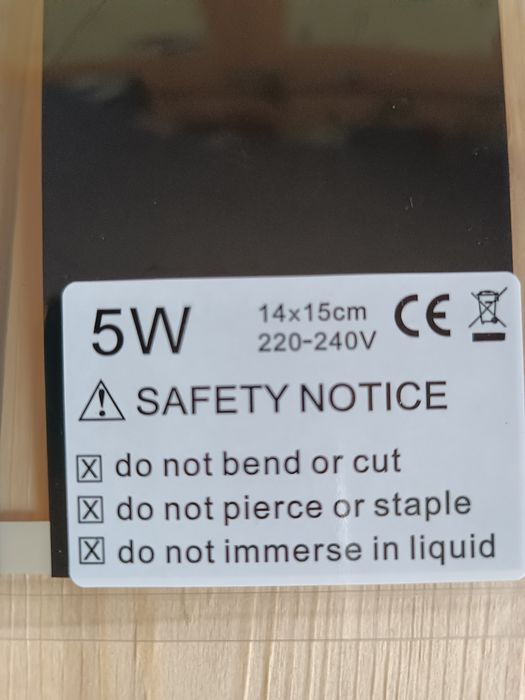 5W
14x15cm
220-240V
CE
SAFETY NOTICE
do not bend or cut
do not pierce or staple
do not immerse in liquid